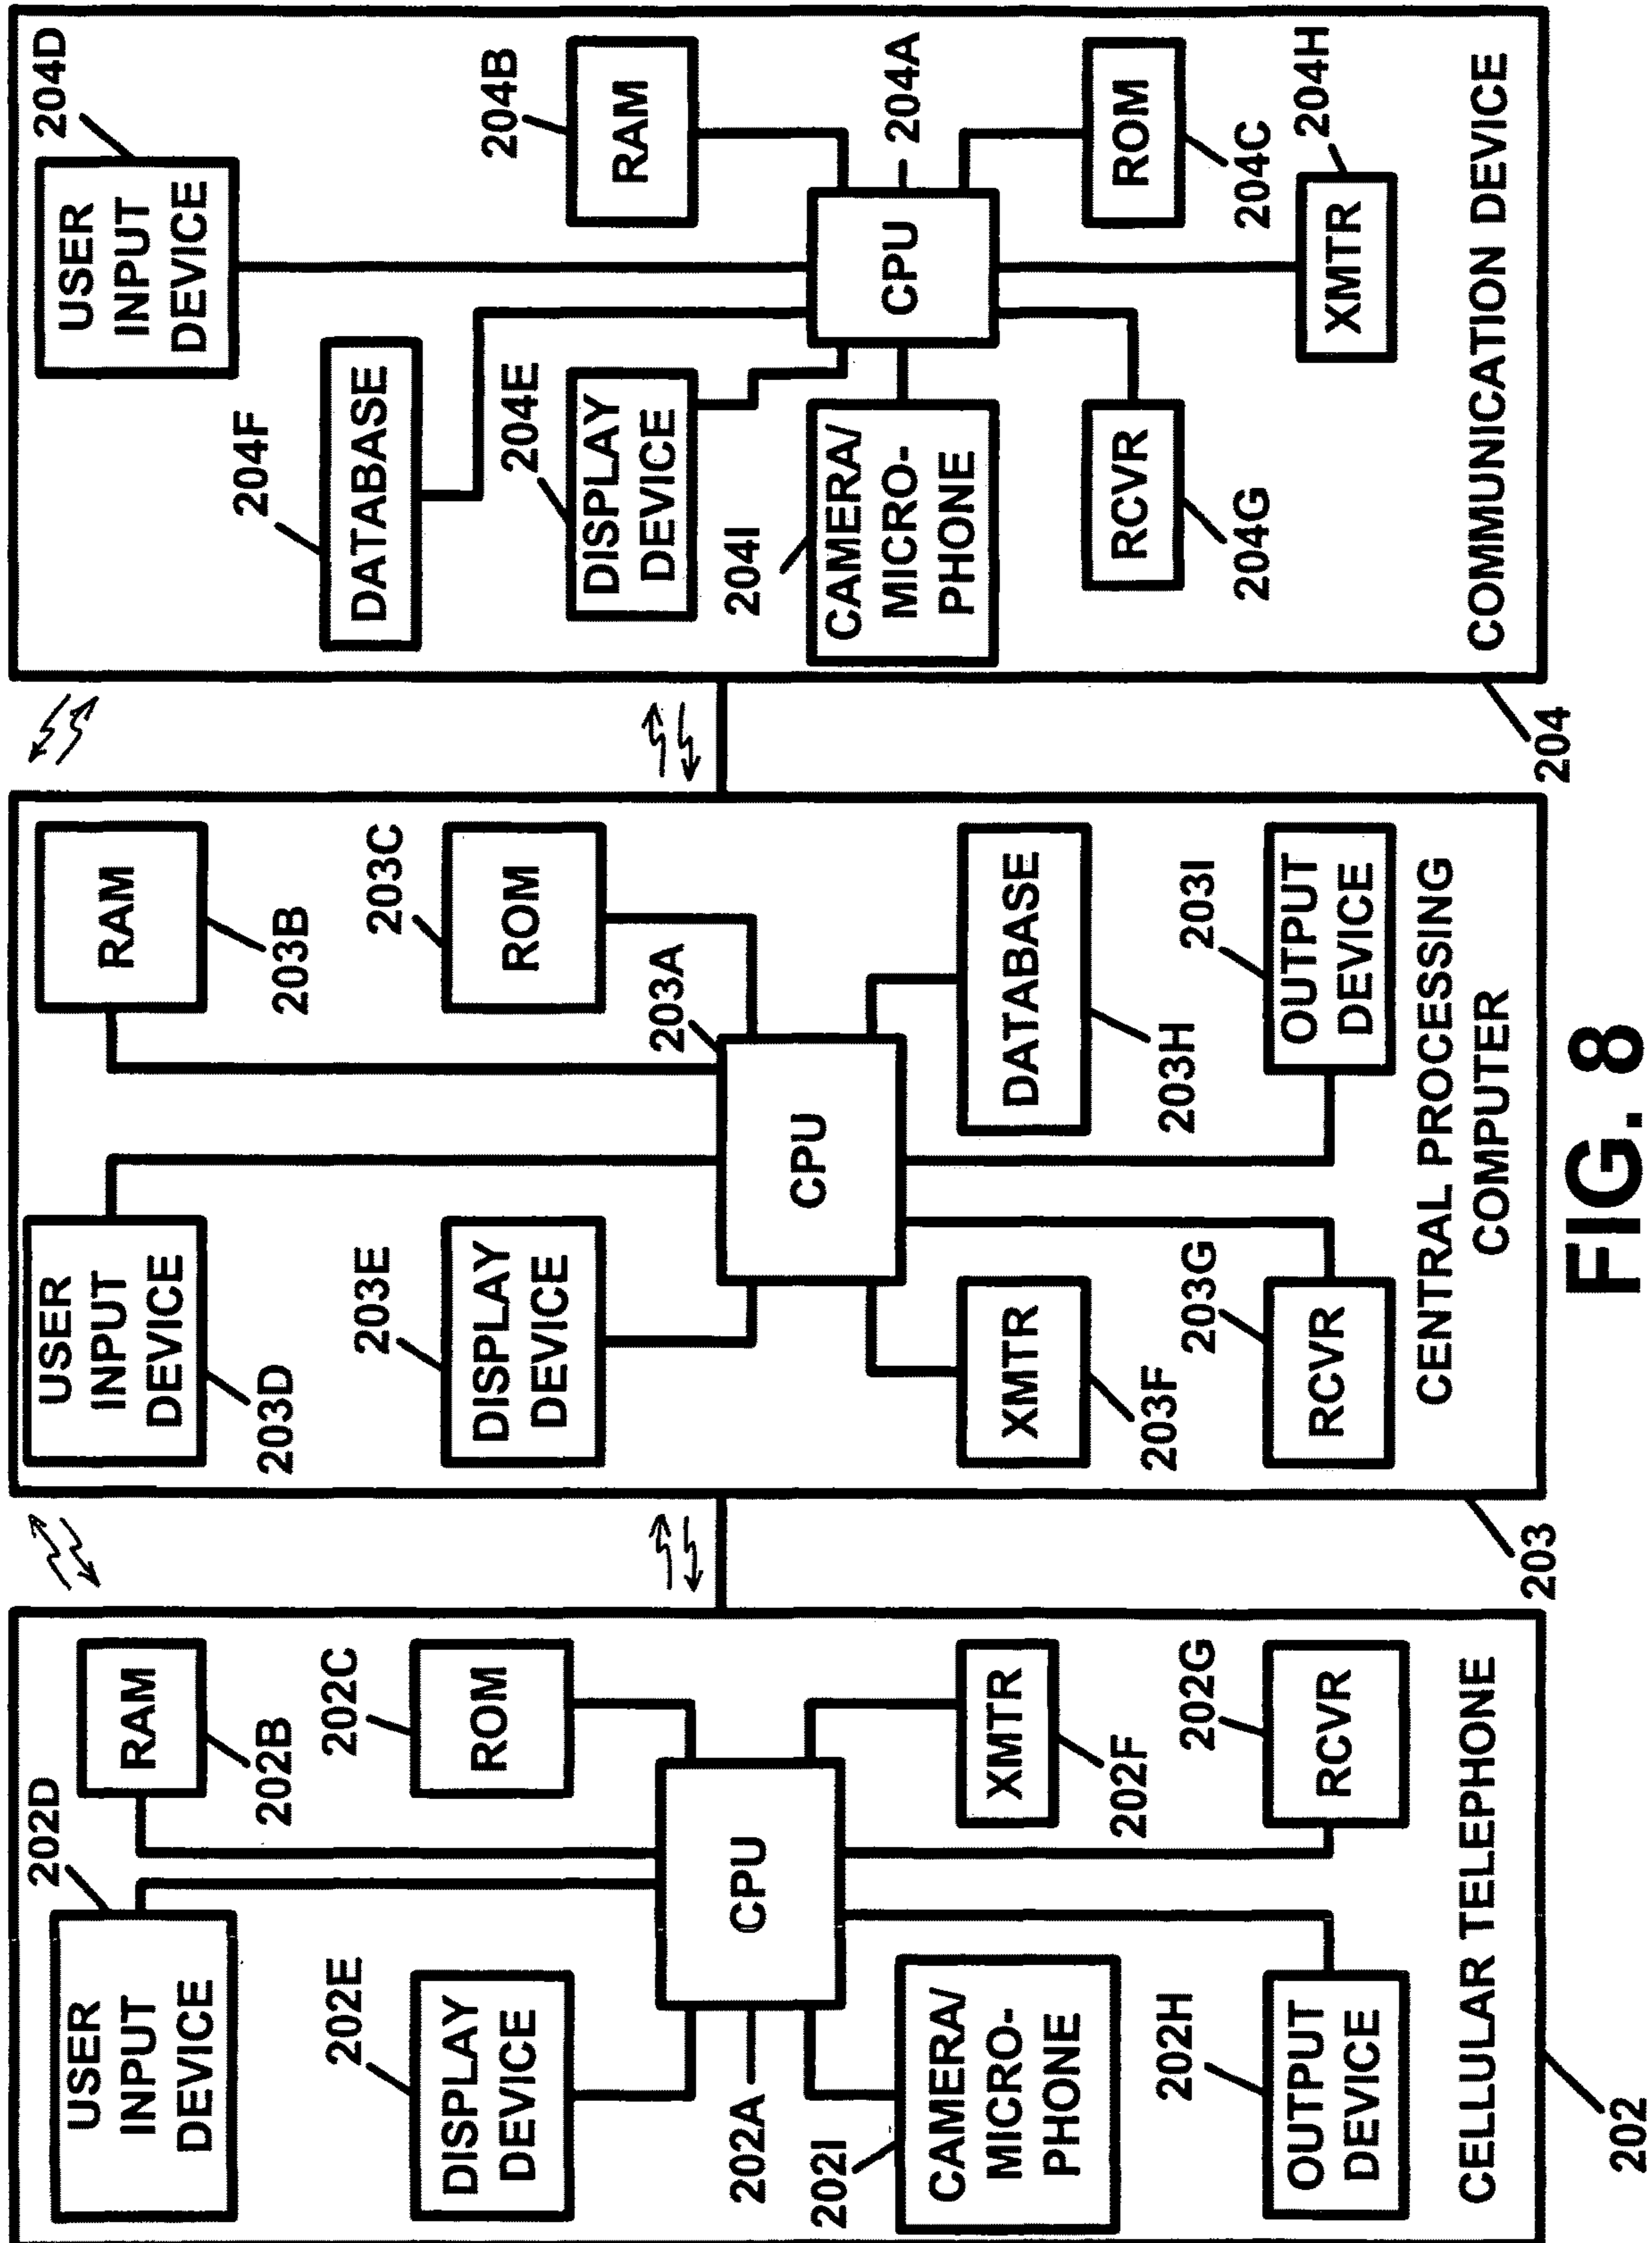 202D
USER
INPUT
DEVICE
RAM
202B
202E
DISPLAY
DEVICE
202C
ROM
202A
CPU
202I
CAMERA/
MICRO-
PHONE
XMTR
202F
202H
OUTPUT
DEVICE
202G
RCVR
CELLULAR TELEPHONE
202
USER
INPUT
DEVICE
203D
RAM
203B
203E
DISPLAY
DEVICE
203C
ROM
203A
CPU
XMTR
203F
DATABASE
203H
203G
RCVR
203I
OUTPUT
DEVICE
CENTRAL PROCESSING
COMPUTER
203
204D
USER
INPUT
DEVICE
204F
DATABASE
204E
DISPLAY
DEVICE
204B
RAM
204I
CAMERA/
MICRO-
PHONE
CPU
204A
RCVR
204G
ROM
204C
XMTR
204H
COMMUNICATION DEVICE
204
FIG. 8